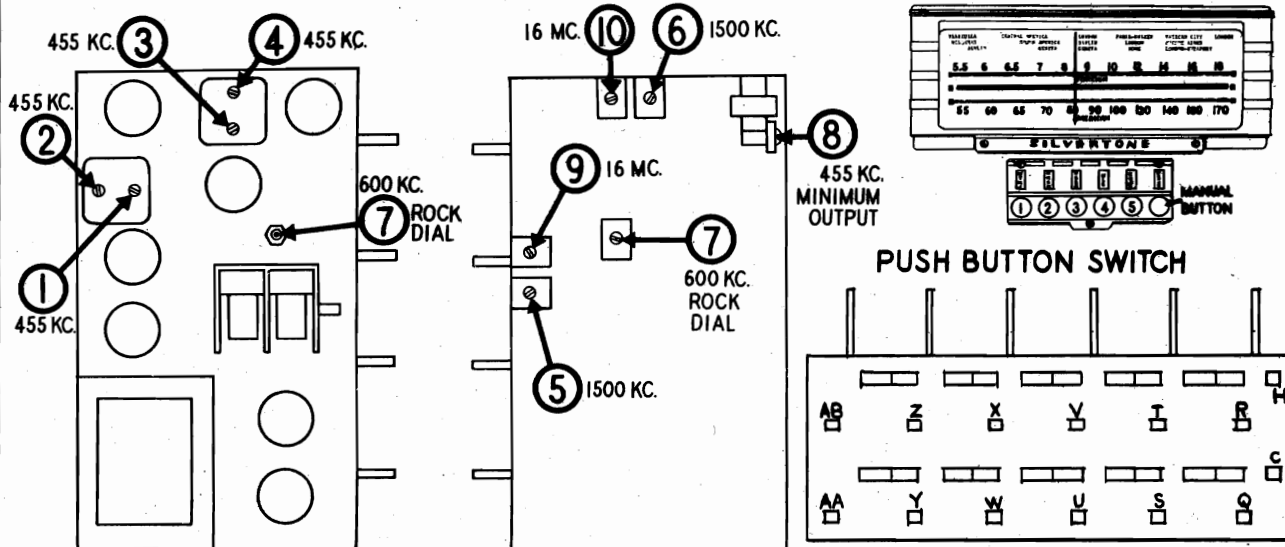 455 KC. 3 4 455 KC.
455 KC.
2
1
455 KC.
600 KC.
7 ROCK
DIAL
16 MC. 10 6 1500 KC.
8
455 KC.
MINIMUM
OUTPUT
9 16 MC.
7
600 KC.
ROCK
DIAL
5 1500 KC.
LONDON
5.5 6 6.5 7 8 9 10 12 14 16 18
55 60 65 70 80 90 100 120 140 160 170
SILVERTONE
1 2 3 4 5
MANUAL
BUTTON
PUSH BUTTON SWITCH
AB Z X V T R H
AA Y W U S Q C